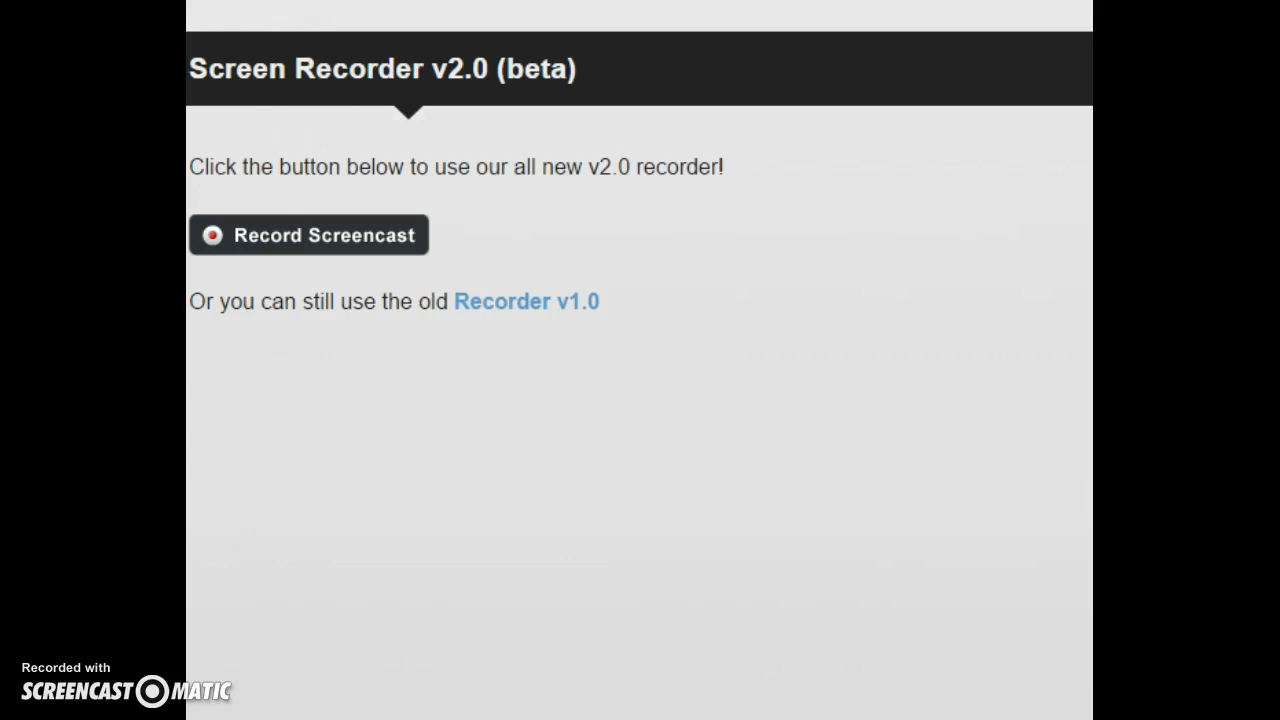 Screen Recorder v2.0 (beta)
Click the button below to use our all new v2.0 recorder!
Record Screencast
Or you can still use the old Recorder v1.0
Recorded with
SCREENCAST O MATIC